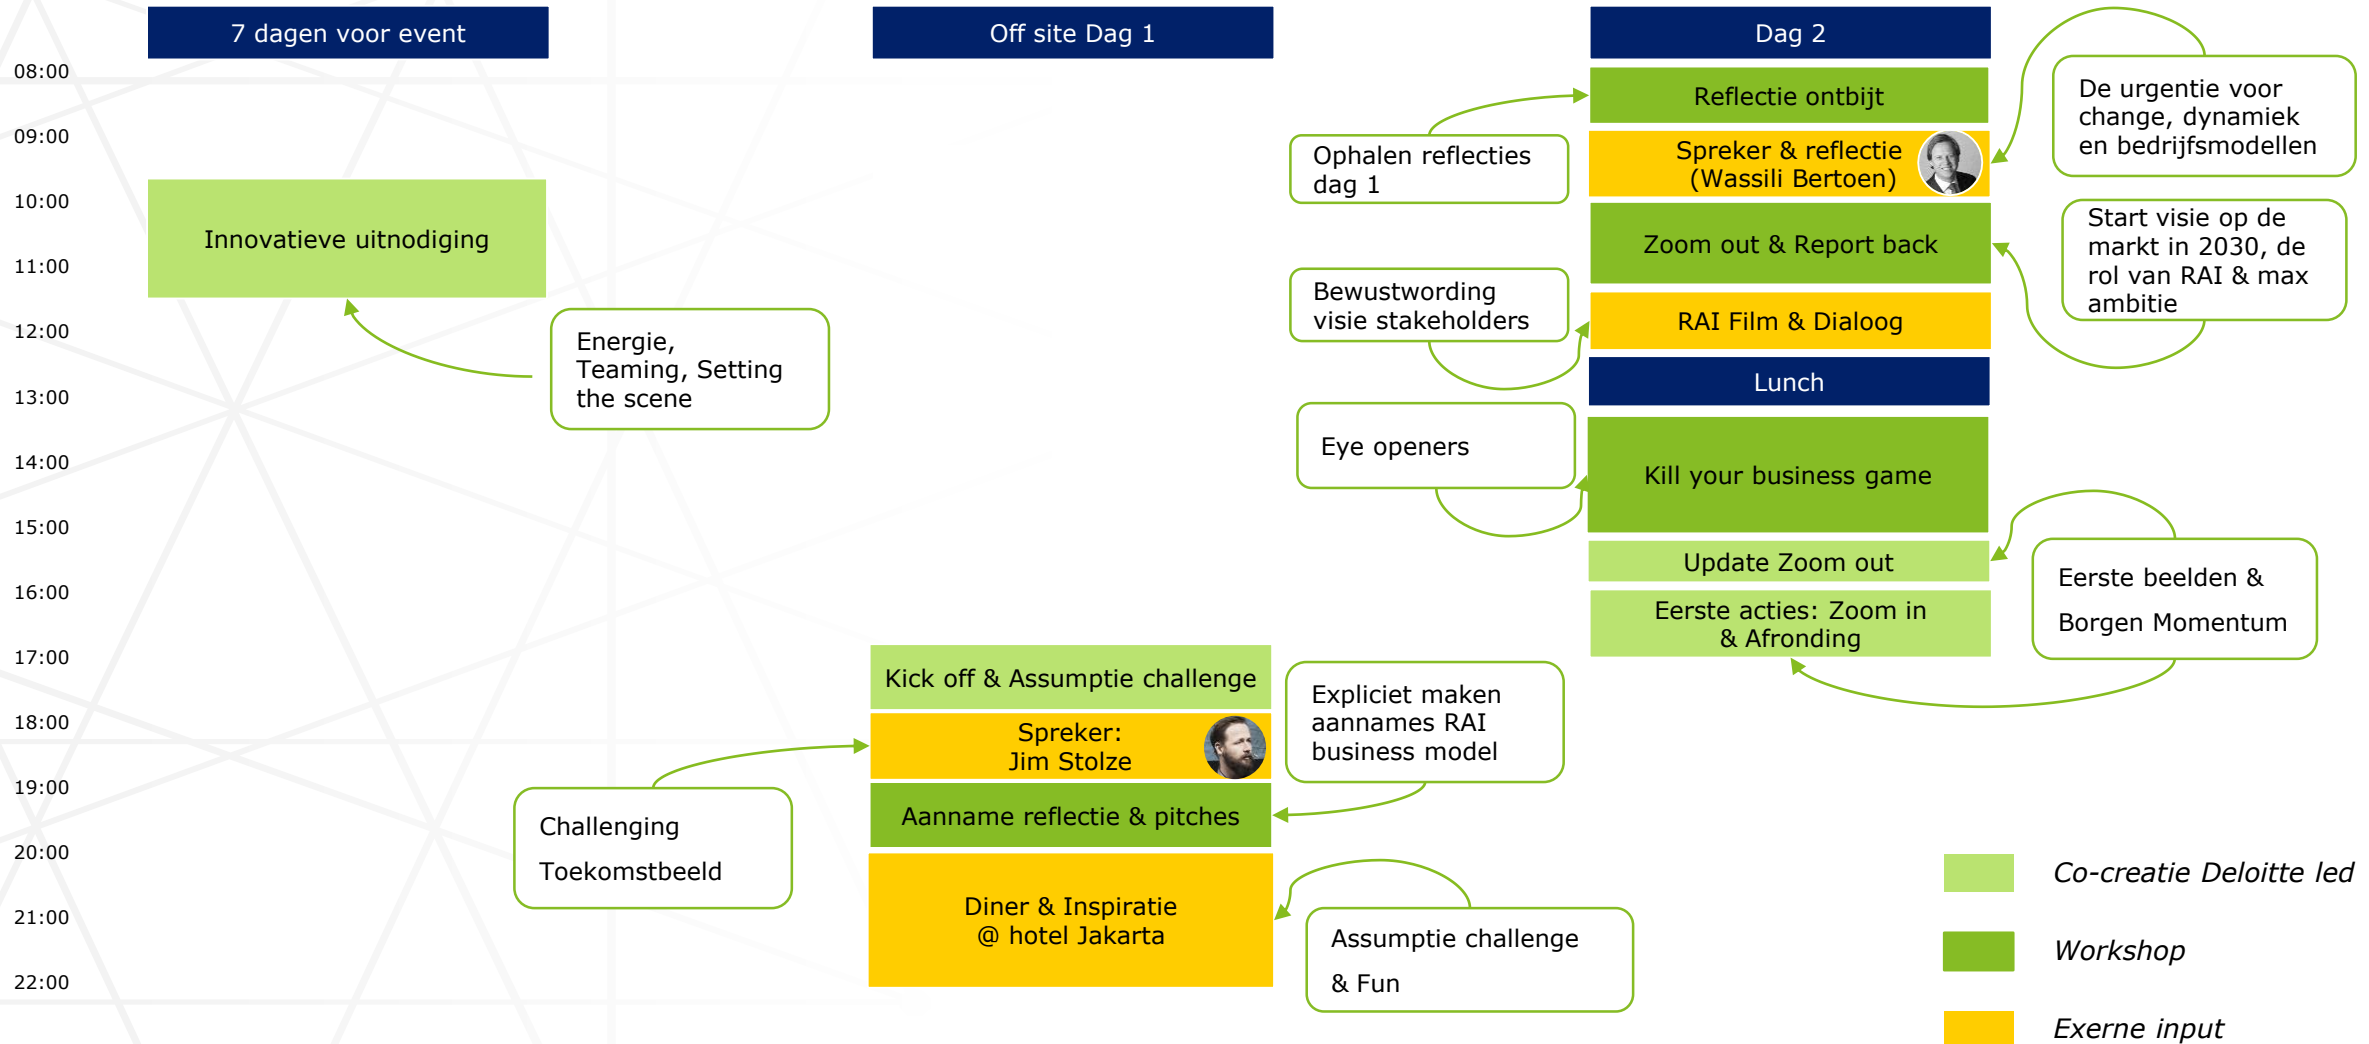 7 dagen voor event
Off site Dag 1
Dag 2
08:00
09:00
10:00
11:00
12:00
13:00
14:00
15:00
16:00
17:00
18:00
19:00
20:00
21:00
22:00
Innovatieve uitnodiging
Energie,
Teaming, Setting
the scene
Kick off & Assumptie challenge
Spreker:
Jim Stolze
Aanname reflectie & pitches
Diner & Inspiratie
@ hotel Jakarta
Challenging
Toekomstbeeld
Expliciet maken
aannames RAI
business model
Assumptie challenge
& Fun
Reflectie ontbijt
Spreker & reflectie
(Wassili Bertoen)
Zoom out & Report back
RAI Film & Dialoog
Lunch
Kill your business game
Update Zoom out
Eerste acties: Zoom in
& Afronding
Ophalen reflecties
dag 1
Bewustwording
visie stakeholders
Eye openers
De urgentie voor
change, dynamiek
en bedrijfsmodellen
Start visie op de
markt in 2030, de
rol van RAI & max
ambitie
Eerste beelden &
Borgen Momentum
Co-creatie Deloitte led
Workshop
Exerne input